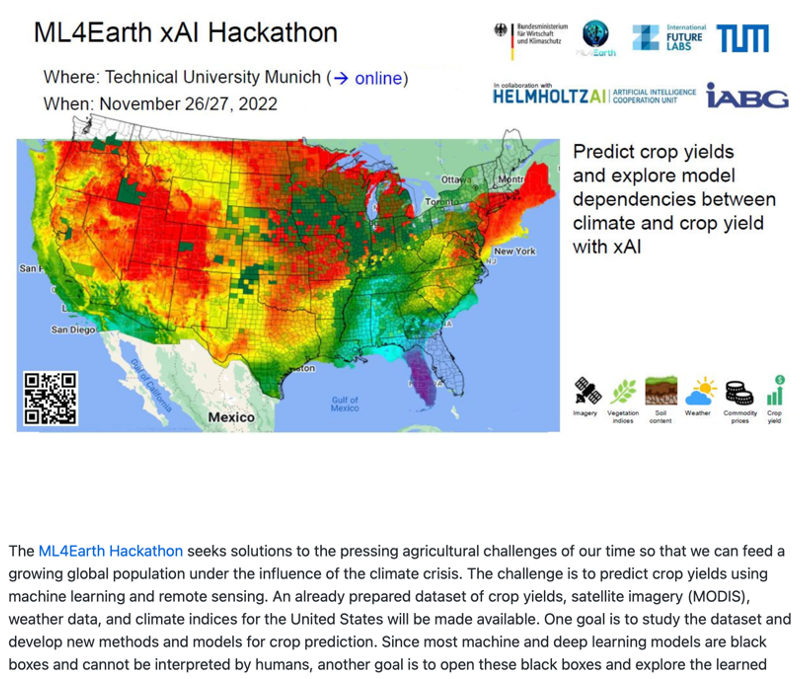 ML4Earth xAI Hackathon
Where: Technical University Munich (→ online)
When: November 26/27, 2022
Bundesministerium
für Wirtschaft
und Klimaschutz
ML4Earth
International
FUTURE
LABS
TUM
In collaboration with
HELMHOLTZAI ARTIFICIAL INTELLIGENCE
COOPERATION UNIT
iABG
Predict crop yields
and explore model
dependencies between
climate and crop yield
with xAI
Ottawa
Montr
Toronto
New York
NJ
San F
L
San Diego
GA
ston
Gulf of California
Gulf of
Mexico
Mexico
Imagery
Vegetation
indices
Soil
content
Weather
Commodity
prices
Crop
yield
The ML4Earth Hackathon seeks solutions to the pressing agricultural challenges of our time so that we can feed a
growing global population under the influence of the climate crisis. The challenge is to predict crop yields using
machine learning and remote sensing. An already prepared dataset of crop yields, satellite imagery (MODIS),
weather data, and climate indices for the United States will be made available. One goal is to study the dataset and
develop new methods and models for crop prediction. Since most machine and deep learning models are black
boxes and cannot be interpreted by humans, another goal is to open these black boxes and explore the learned